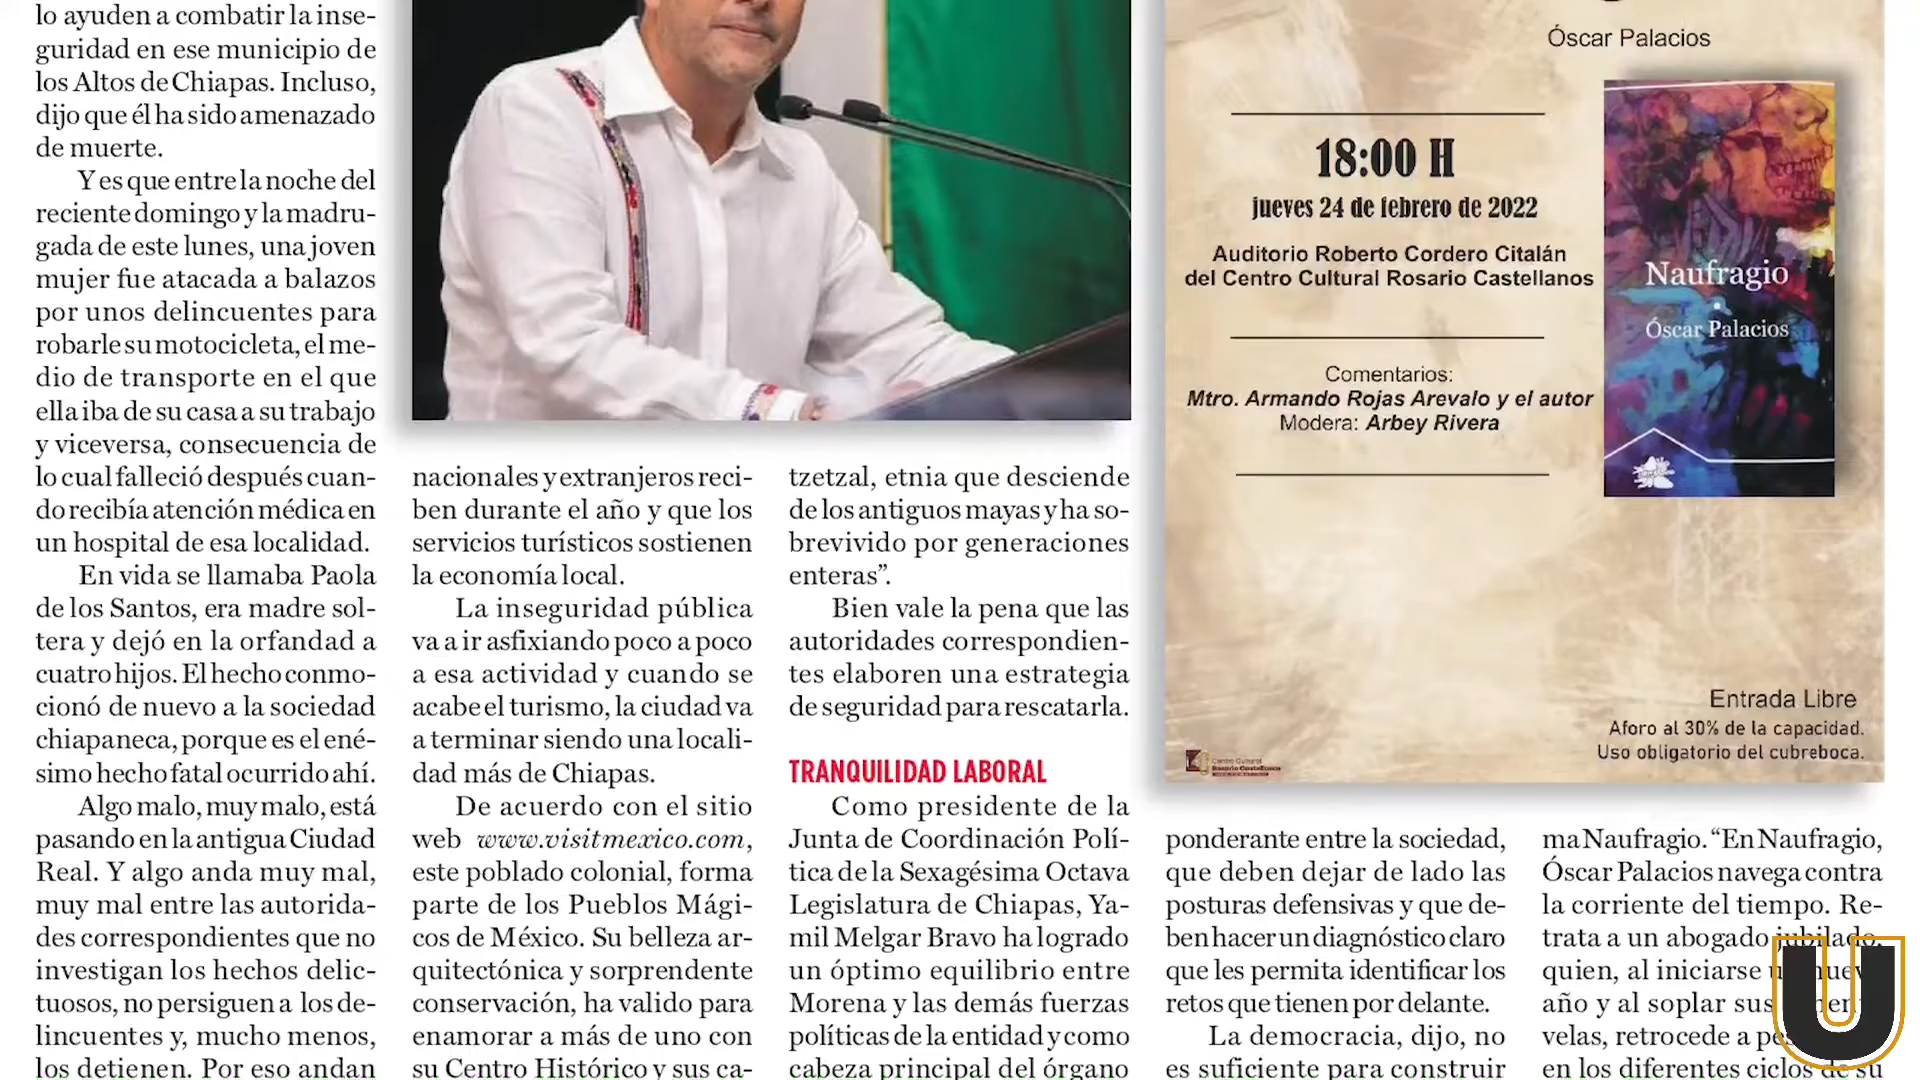 lo ayuden a combatir la inse-
guridad en ese municipio de
los Altos de Chiapas. Incluso,
dijo que él ha sido amenazado
de muerte.
Y es que entre la noche del
reciente domingo y la madru-
gada de este lunes, una joven
mujer fue atacada a balazos
por unos delincuentes para
robarle su motocicleta, el me-
dio de transporte en el que
ella iba de su casa a su trabajo
y viceversa, consecuencia de
lo cual falleció después cuan-
do recibía atención médica en
un hospital de esa localidad.
En vida se llamaba Paola
de los Santos, era madre sol-
tera y dejó en la orfandad a
cuatro hijos. El hecho conmo-
cionó de nuevo a la sociedad
chiapaneca, porque es el ené-
simo hecho fatal ocurrido ahí.
Algo malo, muy malo, está
pasando en la antigua Ciudad
Real. Y algo anda muy mal,
muy mal entre las autorida-
des correspondientes que no
investigan los hechos delic-
tuosos, no persiguen a los de-
lincuentes y, mucho menos,
los detienen. Por eso andan
nacionales y extranjeros reci-
ben durante el año y que los
servicios turísticos sostienen
la economía local.
La inseguridad pública
va a ir asfixiando poco a poco
a esa actividad y cuando se
acabe el turismo, la ciudad va
a terminar siendo una locali-
dad más de Chiapas.
De acuerdo con el sitio
web www.visitmexico.com,
este poblado colonial, forma
parte de los Pueblos Mági-
cos de México. Su belleza ar-
quitectónica y sorprendente
conservación, ha valido para
enamorar a más de uno con
su Centro Histórico y sus ca-
tzetzal, etnia que desciende
de los antiguos mayas y ha so-
brevivido por generaciones
enteras”.
Bien vale la pena que las
autoridades correspondien-
tes elaboren una estrategia
de seguridad para rescatarla.
TRANQUILIDAD LABORAL
Como presidente de la
Junta de Coordinación Polí-
tica de la Sexagésima Octava
Legislatura de Chiapas, Ya-
mil Melgar Bravo ha logrado
un óptimo equilibrio entre
Morena y las demás fuerzas
políticas de la entidad y como
cabeza principal del órgano
Óscar Palacios
18:00 H
jueves 24 de febrero de 2022
Auditorio Roberto Cordero Citalán
del Centro Cultural Rosario Castellanos
Comentarios:
Mtro. Armando Rojas Arevalo y el autor
Modera: Arbey Rivera
Naufragio
Óscar Palacios
Entrada Libre
Aforo al 30% de la capacidad.
Uso obligatorio del cubreboca.
Centro Cultural
Rosario Castellanos
ponderante entre la sociedad,
que deben dejar de lado las
posturas defensivas y que de-
ben hacer un diagnóstico claro
que les permita identificar los
retos que tienen por delante.
La democracia, dijo, no
es suficiente para construir
ma Naufragio. “En Naufragio,
Óscar Palacios navega contra
la corriente del tiempo. Re-
trata a un abogado jubilado,
quien, al iniciarse
año y al soplar sus
velas, retrocede a
en los diferentes ciclos de su
U